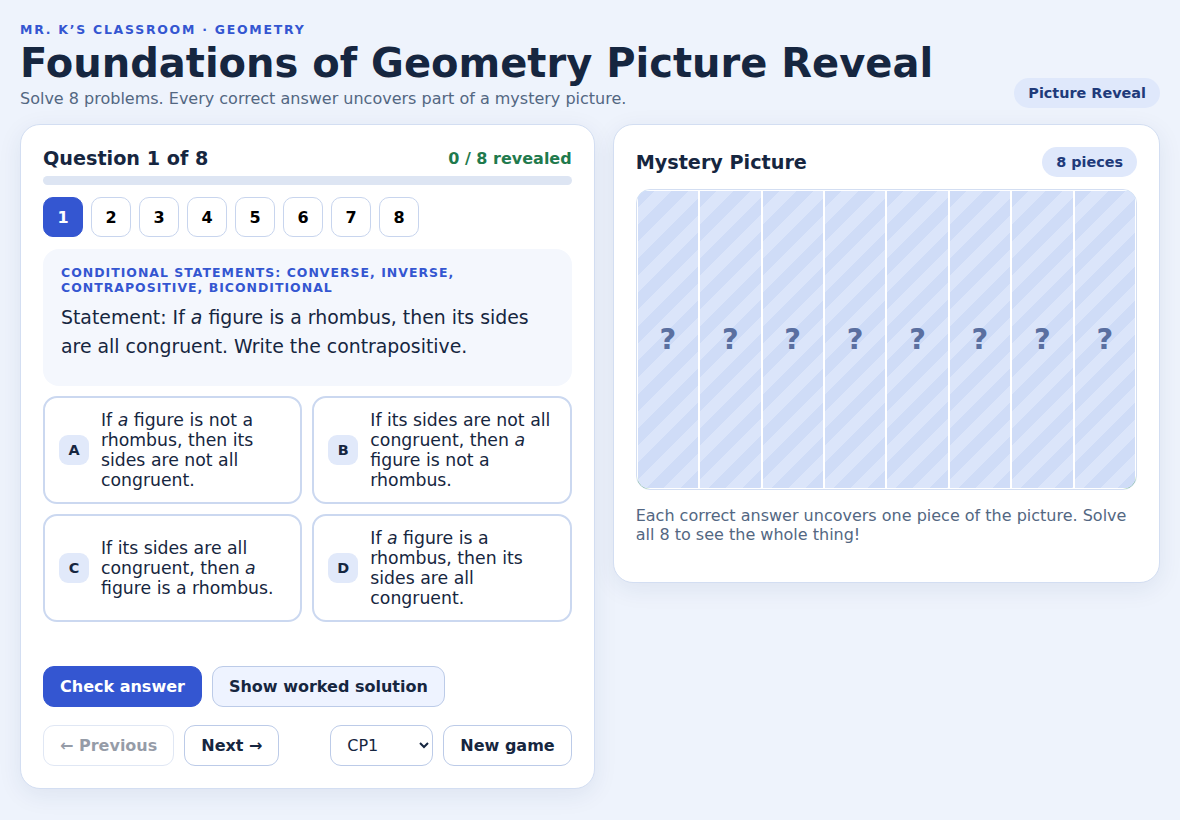 MR. K’S CLASSROOM · GEOMETRY
Foundations of Geometry Picture Reveal
Solve 8 problems. Every correct answer uncovers part of a mystery picture.
Picture Reveal
Question 1 of 8
0 / 8 revealed
1 2 3 4 5 6 7 8
CONDITIONAL STATEMENTS: CONVERSE, INVERSE,
CONTRAPOSITIVE, BICONDITIONAL
Statement: If a figure is a rhombus, then its sides
are all congruent. Write the contrapositive.
A
If a figure is not a
rhombus, then its
sides are not all
congruent.
B
If its sides are not all
congruent, then a
figure is not a
rhombus.
C
If its sides are all
congruent, then a
figure is a rhombus.
D
If a figure is a
rhombus, then its
sides are all
congruent.
Check answer
Show worked solution
← Previous
Next →
CP1
New game
Mystery Picture
8 pieces
? ? ? ? ? ? ? ?
Each correct answer uncovers one piece of the picture. Solve
all 8 to see the whole thing!